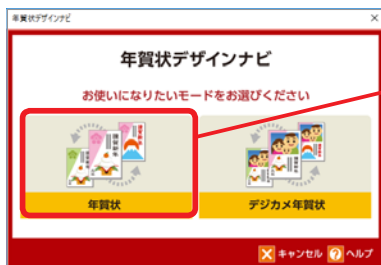 年賀状デザインナビ
年賀状デザインナビ
お使いになりたいモードをお選びください
年賀状
デジカメ年賀状
キャンセル
ヘルプ